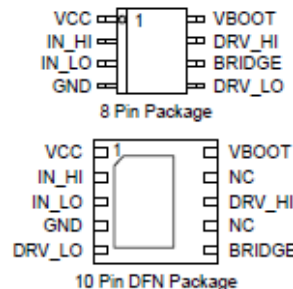 VCC 1 VBOOT
IN_HI DRV_HI
IN_LO BRIDGE
GND DRV_LO
8 Pin Package
VCC 1 VBOOT
IN_HI NC
IN_LO DRV_HI
GND NC
DRV_LO BRIDGE
10 Pin DFN Package